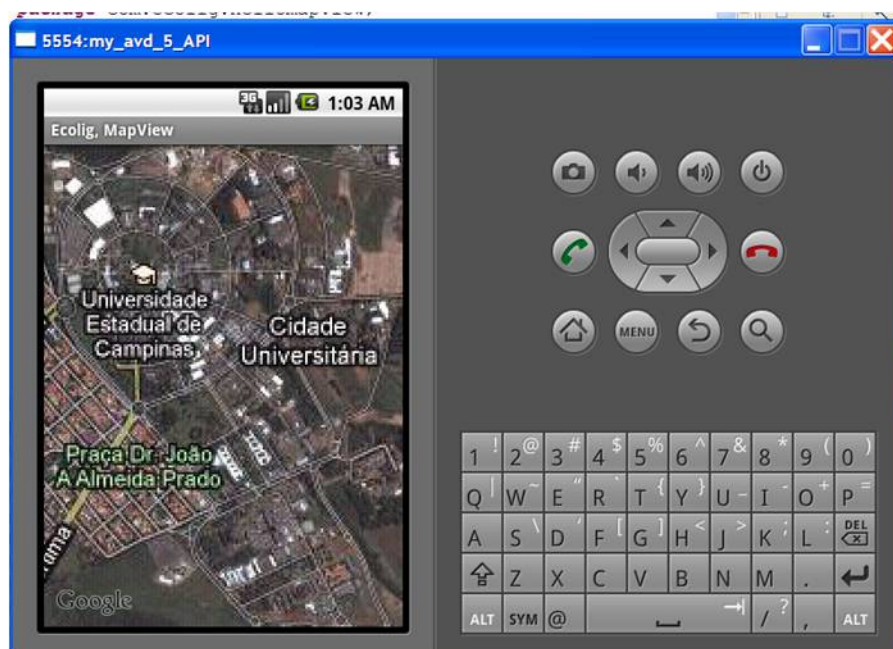 5554:my_avd_5_API
3G 1:03 AM
Ecolig, MapView
Universidade
Estadual de
Campinas
Cidade
Universitária
Praça Dr. João
A Almeida Prado
Google
MENU
1 ! 2 @ 3 # 4 $ 5 % 6 ^ 7 & 8 * 9 ( 0 )
Q | W ~ E " R ` T { Y } U _ I - O + P =
A S \ D ' F [ G ] H < J > K ; L : DEL
Z X C V B N M .
ALT SYM @ / ? , ALT